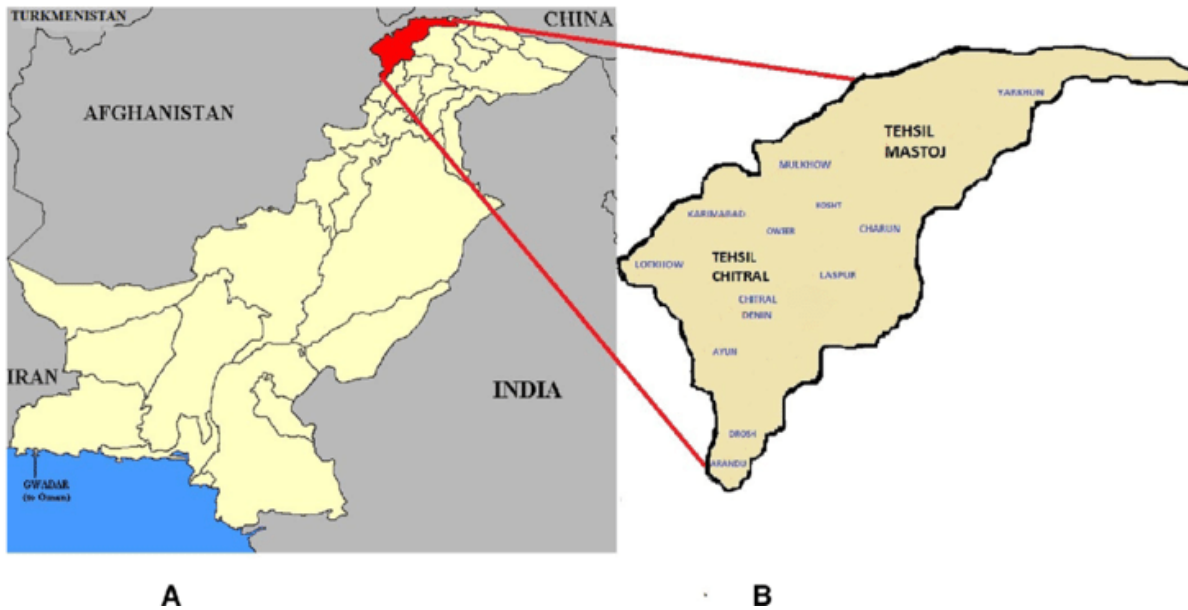 TURKMENISTAN
CHINA
AFGHANISTAN
IRAN
INDIA
GWADAR
(to Oman)
YARKHUN
TEHSIL
MASTOJ
MULKHOW
KOSHT
KARIMABAD
OWEER
CHARUN
LOTKHOW
TEHSIL
CHITRAL
LASPUR
CHITRAL
DENIN
AYUN
DROSH
ARANDU
A
B